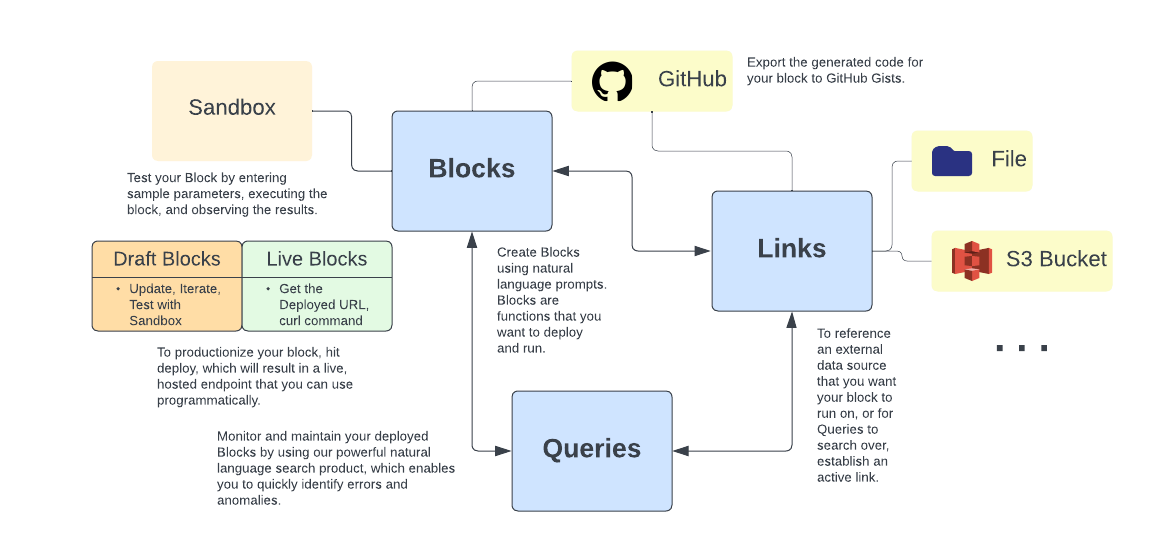 GitHub
Export the generated code for
your block to GitHub Gists.
Sandbox
Blocks
File
Test your Block by entering
sample parameters, executing the
block, and observing the results.
Links
S3 Bucket
Draft Blocks
• Update, Iterate,
Test with
Sandbox
Live Blocks
• Get the
Deployed URL,
curl command
Create Blocks
using natural
language prompts.
Blocks are
functions that you
want to deploy
and run.
To reference
an external
data source
that you want
your block to
run on, or for
Queries to
search over,
establish an
active link.
. . .
To productionize your block, hit
deploy, which will result in a live,
hosted endpoint that you can use
programmatically.
Monitor and maintain your deployed
Blocks by using our powerful natural
language search product, which enables
you to quickly identify errors and
anomalies.
Queries